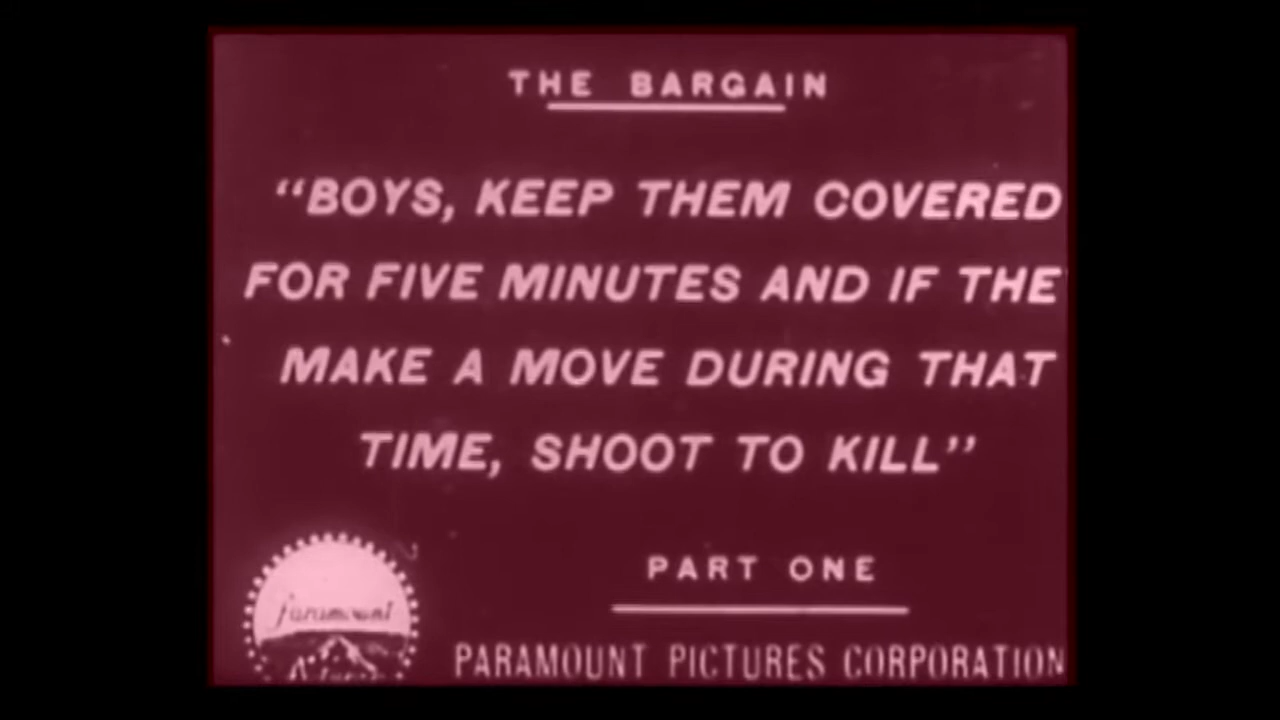 THE BARGAIN
"BOYS, KEEP THEM COVERED
FOR FIVE MINUTES AND IF THE
MAKE A MOVE DURING THAT
TIME, SHOOT TO KILL"
PART ONE
Paramount
Pictures
PARAMOUNT PICTURES CORPORATION